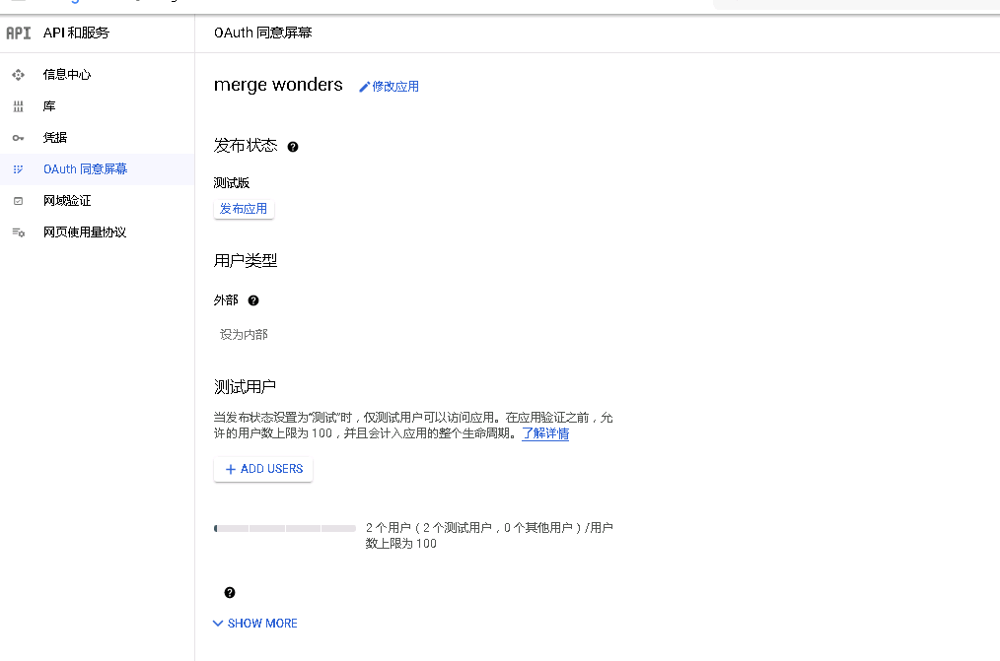 API API 和服务
OAuth 同意屏幕
信息中心
库
凭据
OAuth 同意屏幕
网域验证
网页使用量协议
merge wonders 修改应用
发布状态
测试版
发布应用
用户类型
外部
设为内部
测试用户
当发布状态设置为“测试”时，仅测试用户可以访问应用。在应用验证之前，允
许的用户数上限为 100，并且会计入应用的整个生命周期。了解详情
+ ADD USERS
2 个用户（2 个测试用户，0 个其他用户）/用户
数上限为 100
SHOW MORE